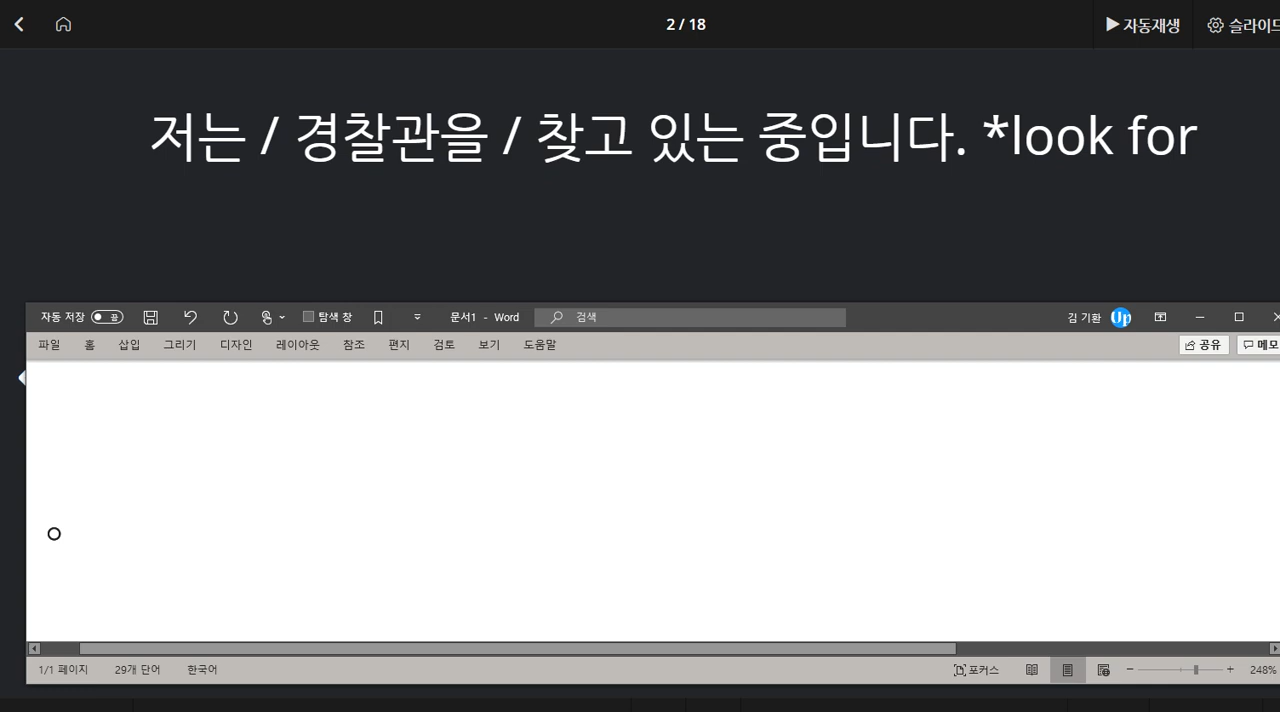 2 / 18
자동재생
저는 / 경찰관을 / 찾고 있는 중입니다. *look for
자동 저장 끔 탐색 창 문서1 - Word 검색 김 기환 Up
파일 홈 삽입 그리기 디자인 레이아웃 참조 편지 검토 보기 도움말 공유 메모
1/1 페이지 29개 단어 한국어 포커스 248%